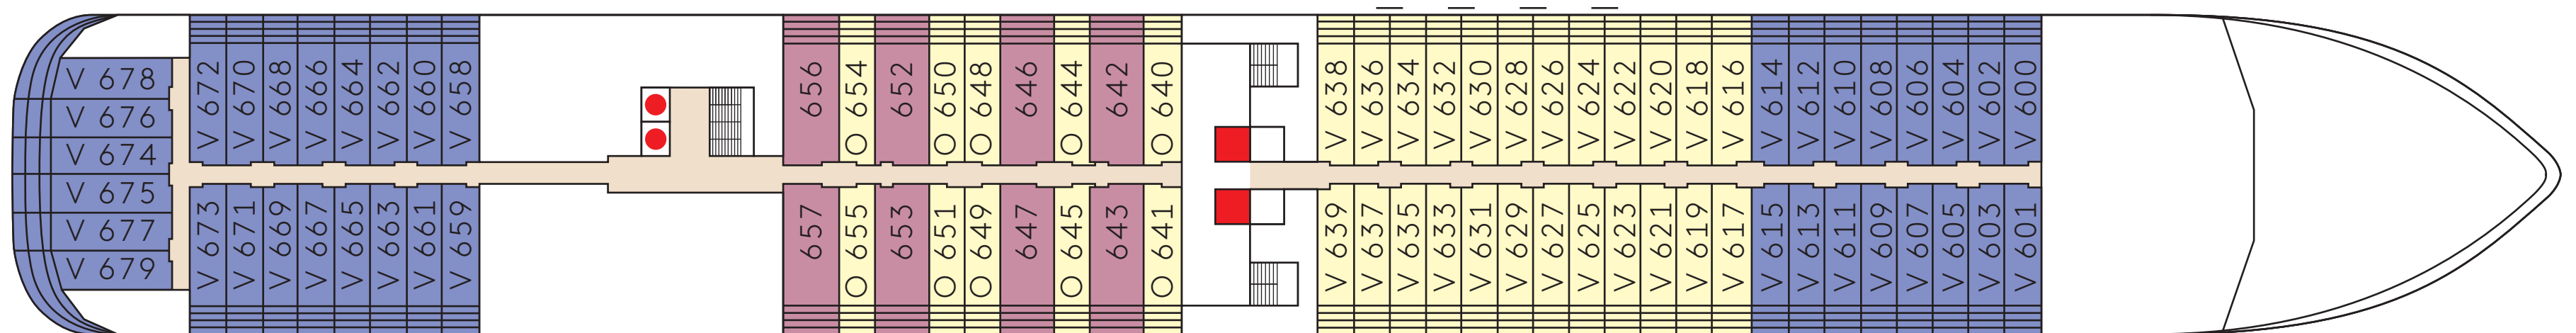 V 678
V 676
V 674
V 675
V 677
V 679
V 672
V 670
V 668
V 666
V 664
V 662
V 660
V 658
656
O 654
652
O 650
O 648
646
O 644
642
O 640
V 638
V 636
V 634
V 632
V 630
V 628
V 626
V 624
V 622
V 620
V 618
V 616
V 614
V 612
V 610
V 608
V 606
V 604
V 602
V 600
V 673
V 671
V 669
V 667
V 665
V 663
V 661
V 659
657
O 655
653
O 651
O 649
647
O 645
643
O 641
V 639
V 637
V 635
V 633
V 631
V 629
V 627
V 625
V 623
V 621
V 619
V 617
V 615
V 613
V 611
V 609
V 607
V 605
V 603
V 601